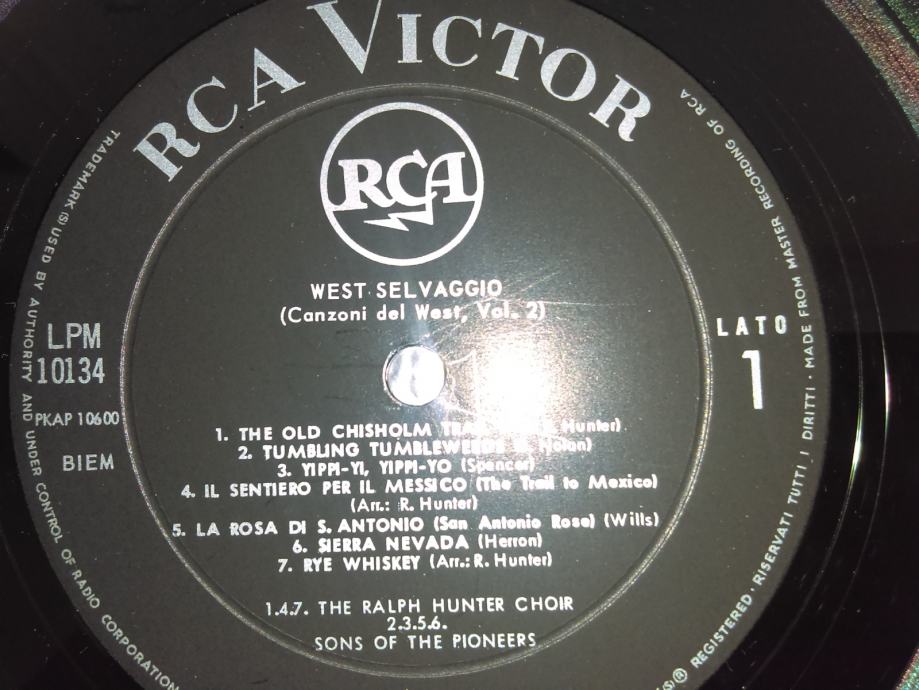 RCA VICTOR
RCA
WEST SELVAGGIO
(Canzoni del West, Vol. 2)
LPM
10134
PKAP 10600
BIEM
LATO
1
1. THE OLD CHISHOLM Hunter)
2. TUMBLING TUMBLEWEEDS Nolan)
3. YIPPI-YI, YIPPI-YO (Spencer)
4. IL SENTIERO PER IL MESSICO (The Trail to Mexico)
(Arr.: R. Hunter)
5. LA ROSA DI S. ANTONIO (San Antonio Rose) (Wills)
6. SIERRA NEVADA (Herron)
7. RYE WHISKEY (Arr.: R. Hunter)
1.4.7. THE RALPH HUNTER CHOIR
2.3.5.6.
SONS OF THE PIONEERS
TRADEMARK (S) USED BY AUTHORITY AND UNDER CONTROL OF RADIO CORPORATION
(S)® REGISTERED · RISERVATI TUTTI I DIRITTI · MADE FROM MASTER RECORDING OF RCA